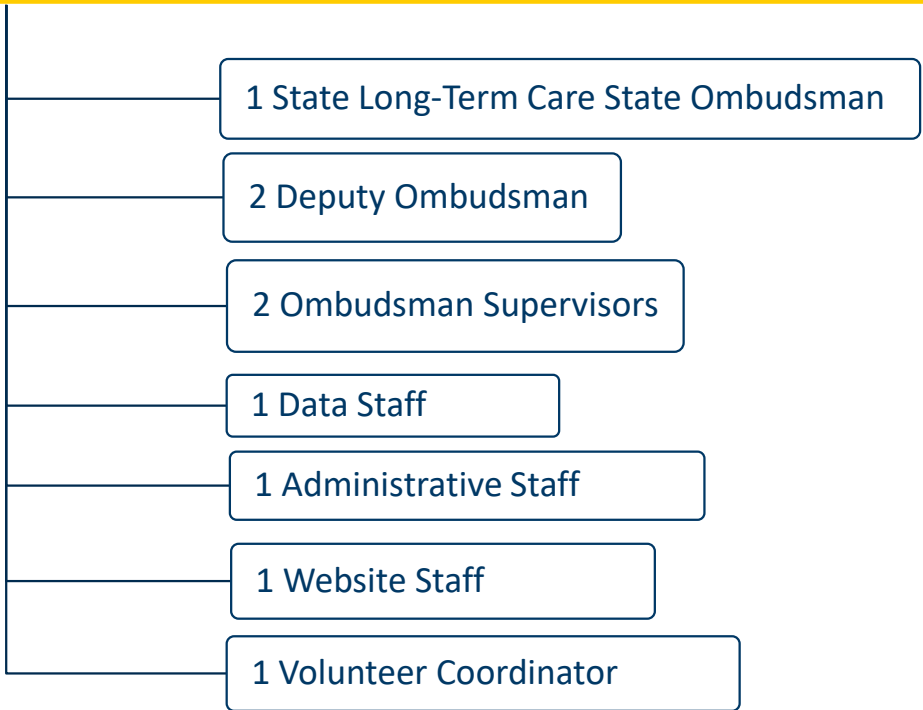 1 State Long-Term Care State Ombudsman
2 Deputy Ombudsman
2 Ombudsman Supervisors
1 Data Staff
1 Administrative Staff
1 Website Staff
1 Volunteer Coordinator